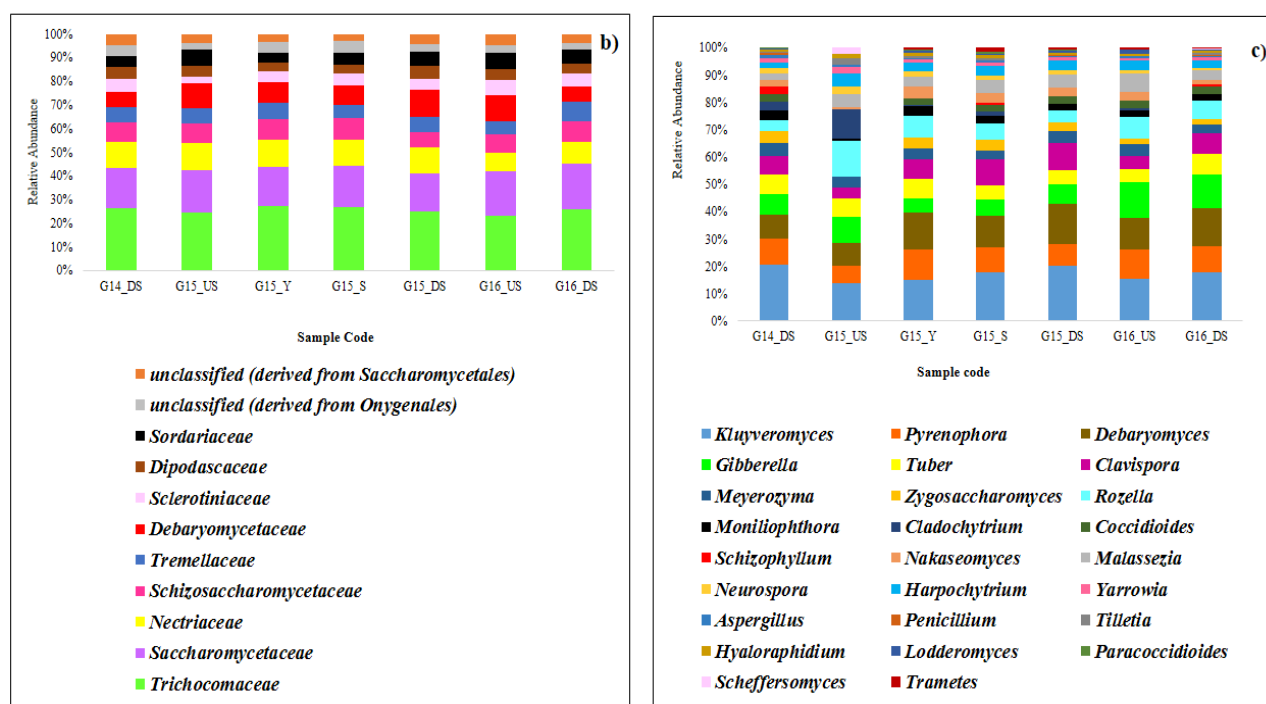 b)
Relative Abundance
100%
90%
80%
70%
60%
50%
40%
30%
20%
10%
0%
G14_DS G15_US G15_Y G15_S G15_DS G16_US G16_DS
Sample Code
unclassified (derived from Saccharomycetales)
unclassified (derived from Onygenales)
Sordariaceae
Dipodascaceae
Sclerotiniaceae
Debaryomycetaceae
Tremellaceae
Schizosaccharomycetaceae
Nectriaceae
Saccharomycetaceae
Trichocomaceae
c)
Relative Abundance
100%
90%
80%
70%
60%
50%
40%
30%
20%
10%
0%
G14_DS G15_US G15_Y G15_S G15_DS G16_US G16_DS
Sample code
Kluyveromyces Pyrenophora Debaryomyces
Gibberella Tuber Clavispora
Meyerozyma Zygosaccharomyces Rozella
Moniliophthora Cladochytrium Coccidioides
Schizophyllum Nakaseomyces Malassezia
Neurospora Harpochytrium Yarrowia
Aspergillus Penicillium Tilletia
Hyaloraphidium Lodderomyces Paracoccidioides
Scheffersomyces Trametes